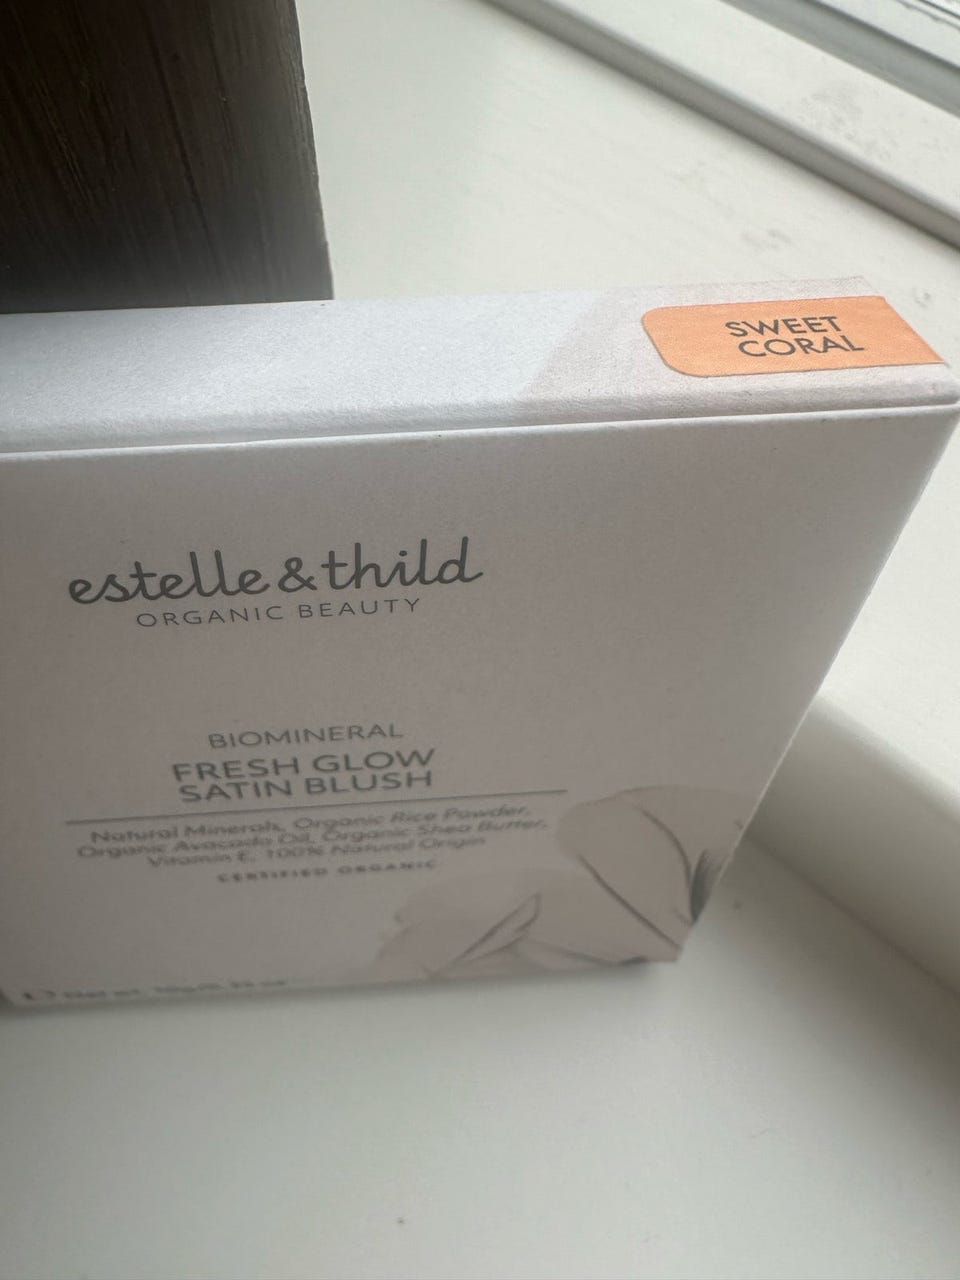 SWEET
CORAL
estelle & thild
ORGANIC BEAUTY
BIOMINERAL
FRESH GLOW
SATIN BLUSH
Natural Minerals, Organic Rice Powder,
Organic Avocado Oil, Organic Shea Butter,
Vitamin E, 100% Natural Origin
CERTIFIED ORGANIC